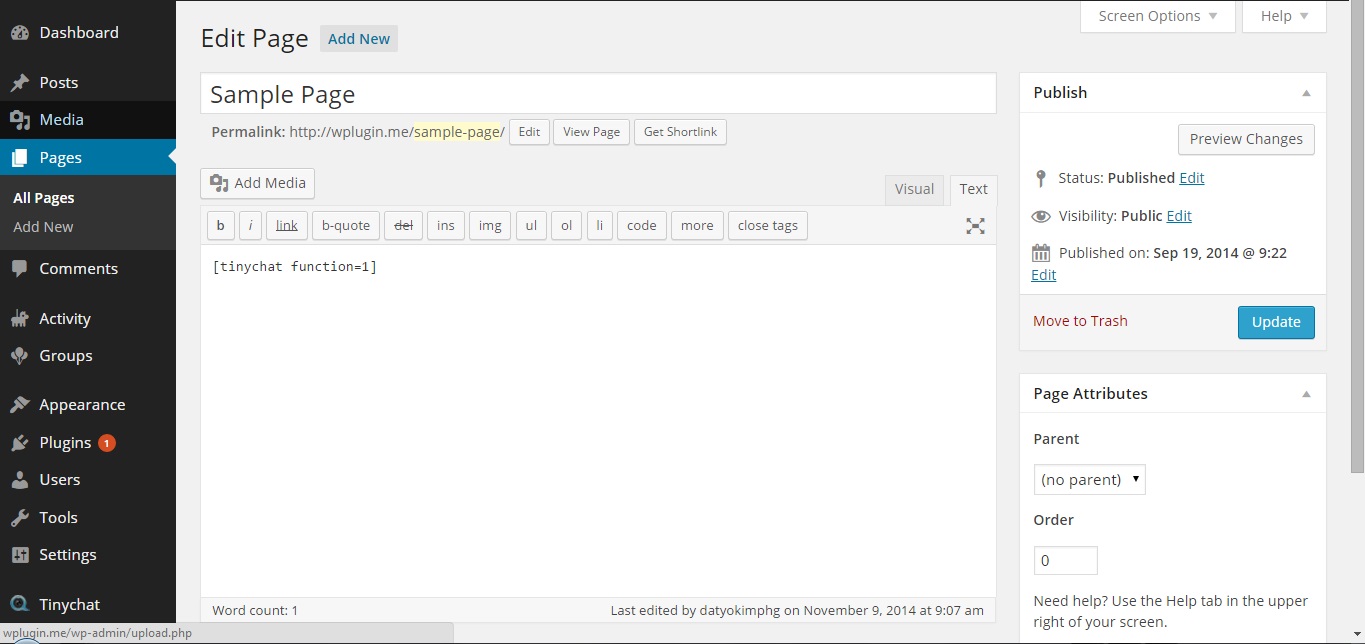 Dashboard
Posts
Media
Pages
All Pages
Add New
Comments
Activity
Groups
Appearance
Plugins 1
Users
Tools
Settings
Tinychat
wplugin.me/wp-admin/upload.php
Screen Options Help
Edit Page Add New
Sample Page
Permalink: http://wplugin.me/sample-page/ Edit View Page Get Shortlink
Add Media
Visual Text
b i link b-quote del ins img ul ol li code more close tags
[tinychat function=1]
Word count: 1 Last edited by datyokimphg on November 9, 2014 at 9:07 am
Publish
Preview Changes
Status: Published Edit
Visibility: Public Edit
Published on: Sep 19, 2014 @ 9:22
Edit
Move to Trash Update
Page Attributes
Parent
(no parent)
Order
0
Need help? Use the Help tab in the upper
right of your screen.